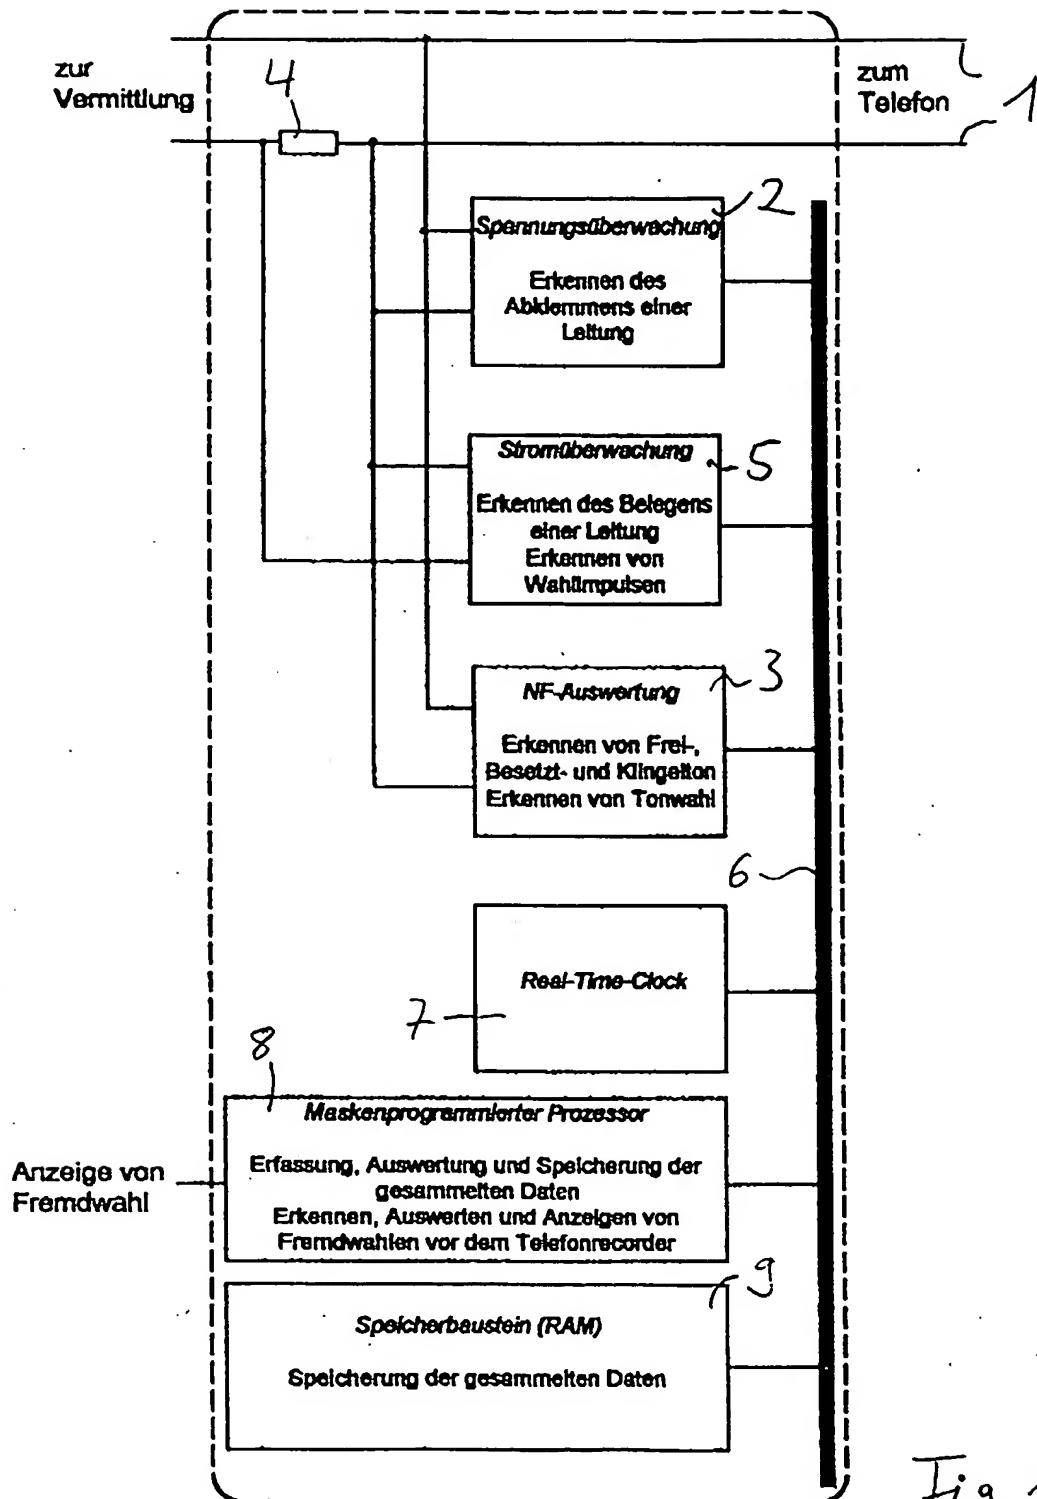 zur
Vermittlung
4
zum
Telefon
1
2
Spannungsüberwachung
Erkennen des
Abklemmens einer
Leitung
5
Stromüberwachung
Erkennen des Belegens
einer Leitung
Erkennen von
Wahlimpulsen
3
NF-Auswertung
Erkennen von Frei-,
Besetzt- und Klingelton
Erkennen von Tonwahl
6
Real-Time-Clock
7
8
Maskenprogrammierter Prozessor
Erfassung, Auswertung und Speicherung der
gesammelten Daten
Erkennen, Auswerten und Anzeigen von
Fremdwahlen vor dem Telefonrecorder
Anzeige von
Fremdwahl
9
Speicherbaustein (RAM)
Speicherung der gesammelten Daten
Fig. 1